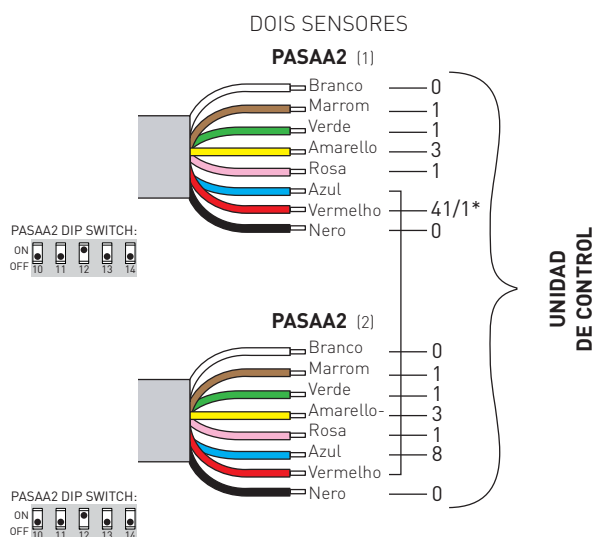 DOIS SENSORES
PASAA2 (1)
Branco 0
Marrom 1
Verde 1
Amarello 3
Rosa 1
Azul
Vermelho 41/1*
Nero 0
PASAA2 DIP SWITCH:
ON
OFF 10 11 12 13 14
UNIDAD
DE CONTROL
PASAA2 (2)
Branco 0
Marrom 1
Verde 1
Amarello- 3
Rosa 1
Azul 8
Vermelho
Nero 0
PASAA2 DIP SWITCH:
ON
OFF 10 11 12 13 14